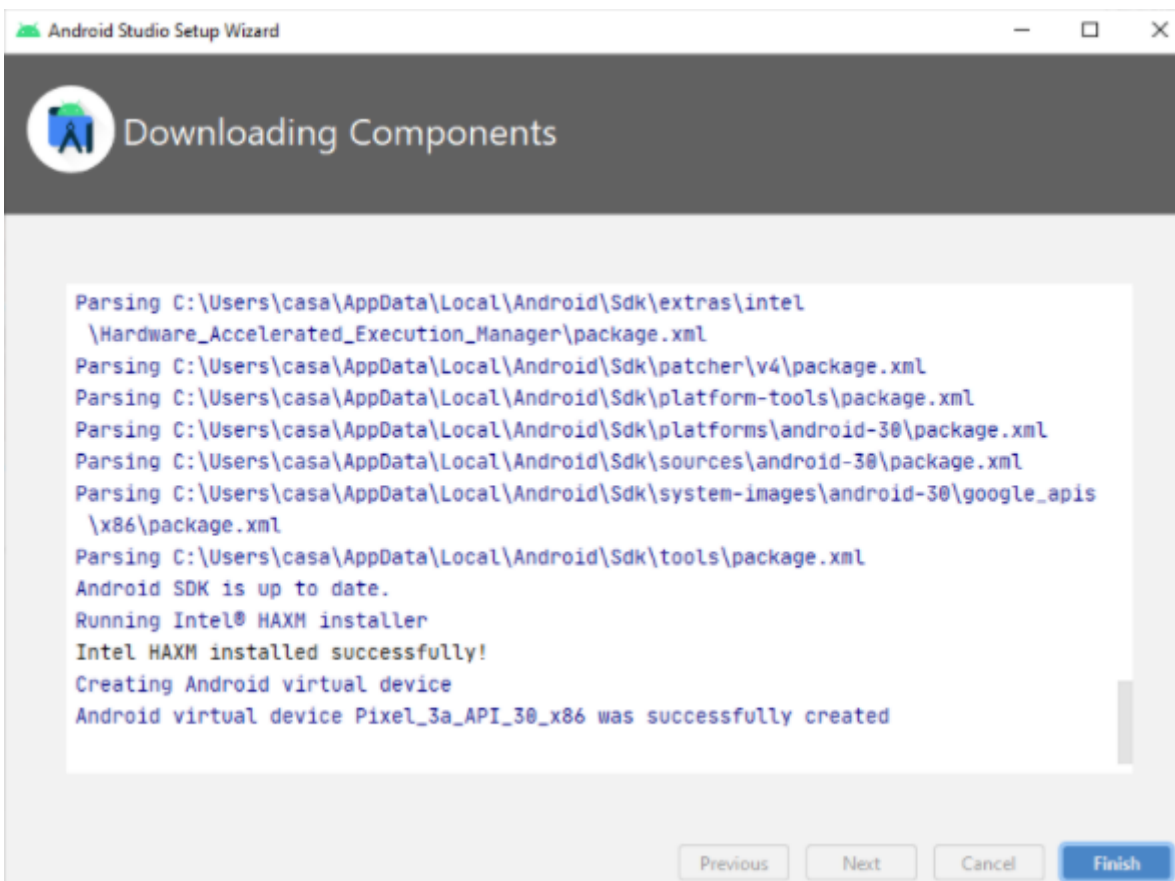 Android Studio Setup Wizard
Downloading Components
Parsing C:\Users\casa\AppData\Local\Android\Sdk\extras\intel
\Hardware_Accelerated_Execution_Manager\package.xml
Parsing C:\Users\casa\AppData\Local\Android\Sdk\patcher\v4\package.xml
Parsing C:\Users\casa\AppData\Local\Android\Sdk\platform-tools\package.xml
Parsing C:\Users\casa\AppData\Local\Android\Sdk\platforms\android-30\package.xml
Parsing C:\Users\casa\AppData\Local\Android\Sdk\sources\android-30\package.xml
Parsing C:\Users\casa\AppData\Local\Android\Sdk\system-images\android-30\google_apis
\x86\package.xml
Parsing C:\Users\casa\AppData\Local\Android\Sdk\tools\package.xml
Android SDK is up to date.
Running Intel® HAXM installer
Intel HAXM installed successfully!
Creating Android virtual device
Android virtual device Pixel_3a_API_30_x86 was successfully created
Previous Next Cancel Finish